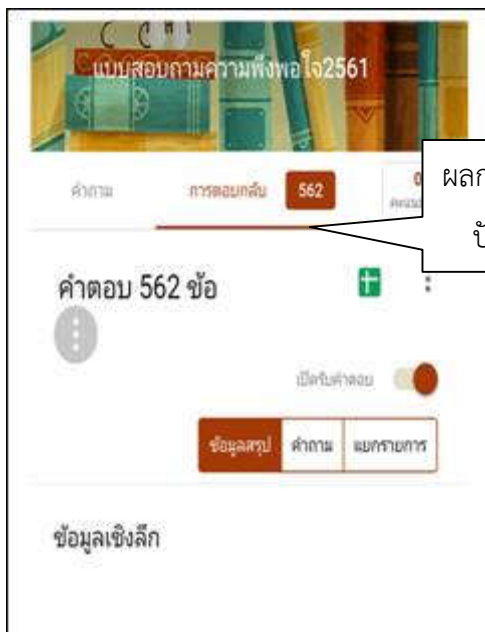 แบบสอบถามความพึงพอใจ2561
คำถาม การตอบกลับ 562 0
ผลก
ปั
คำตอบ 562 ข้อ
เปิดรับคำตอบ
ข้อมูลสรุป คำถาม แยกรายการ
ข้อมูลเชิงลึก